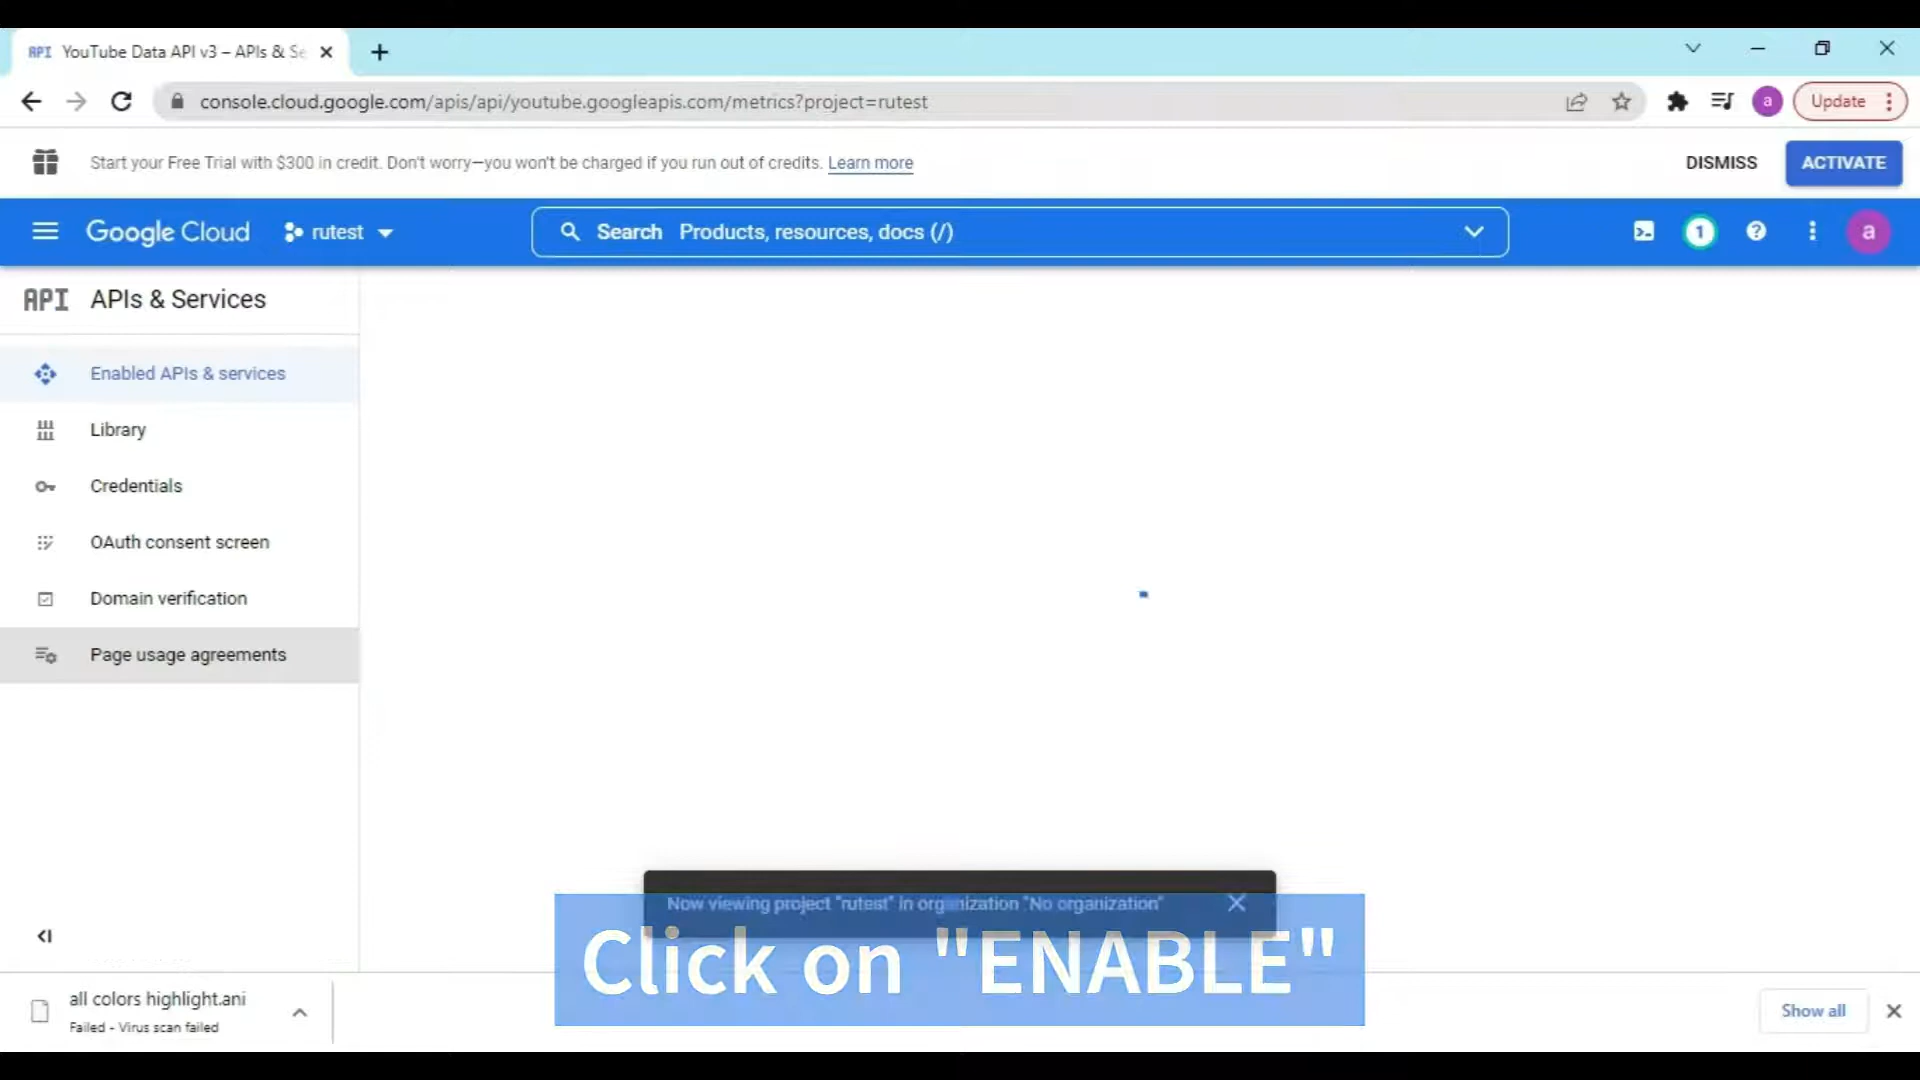 API YouTube Data API v3 – APIs & Se
console.cloud.google.com/apis/api/youtube.googleapis.com/metrics?project=rutest
a
Update
Start your Free Trial with $300 in credit. Don't worry—you won't be charged if you run out of credits. Learn more
DISMISS
ACTIVATE
Google Cloud
rutest
Search Products, resources, docs (/)
1
?
a
API APIs & Services
Enabled APIs & services
Library
Credentials
OAuth consent screen
Domain verification
Page usage agreements
Now viewing project "rutest" in organization "No organization"
Click on "ENABLE"
all colors highlight.ani
Failed - Virus scan failed
Show all